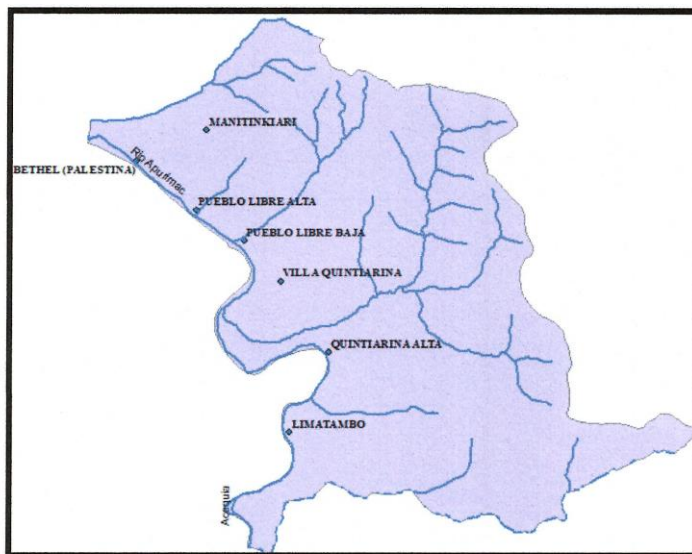 MANITINKIARI
BETHEL (PALESTINA)
Río Apurímac
PUEBLO LIBRE ALTA
PUEBLO LIBRE BAJA
VILLA QUINTIARINA
QUINTIARINA ALTA
LIMATAMBO
Acequia